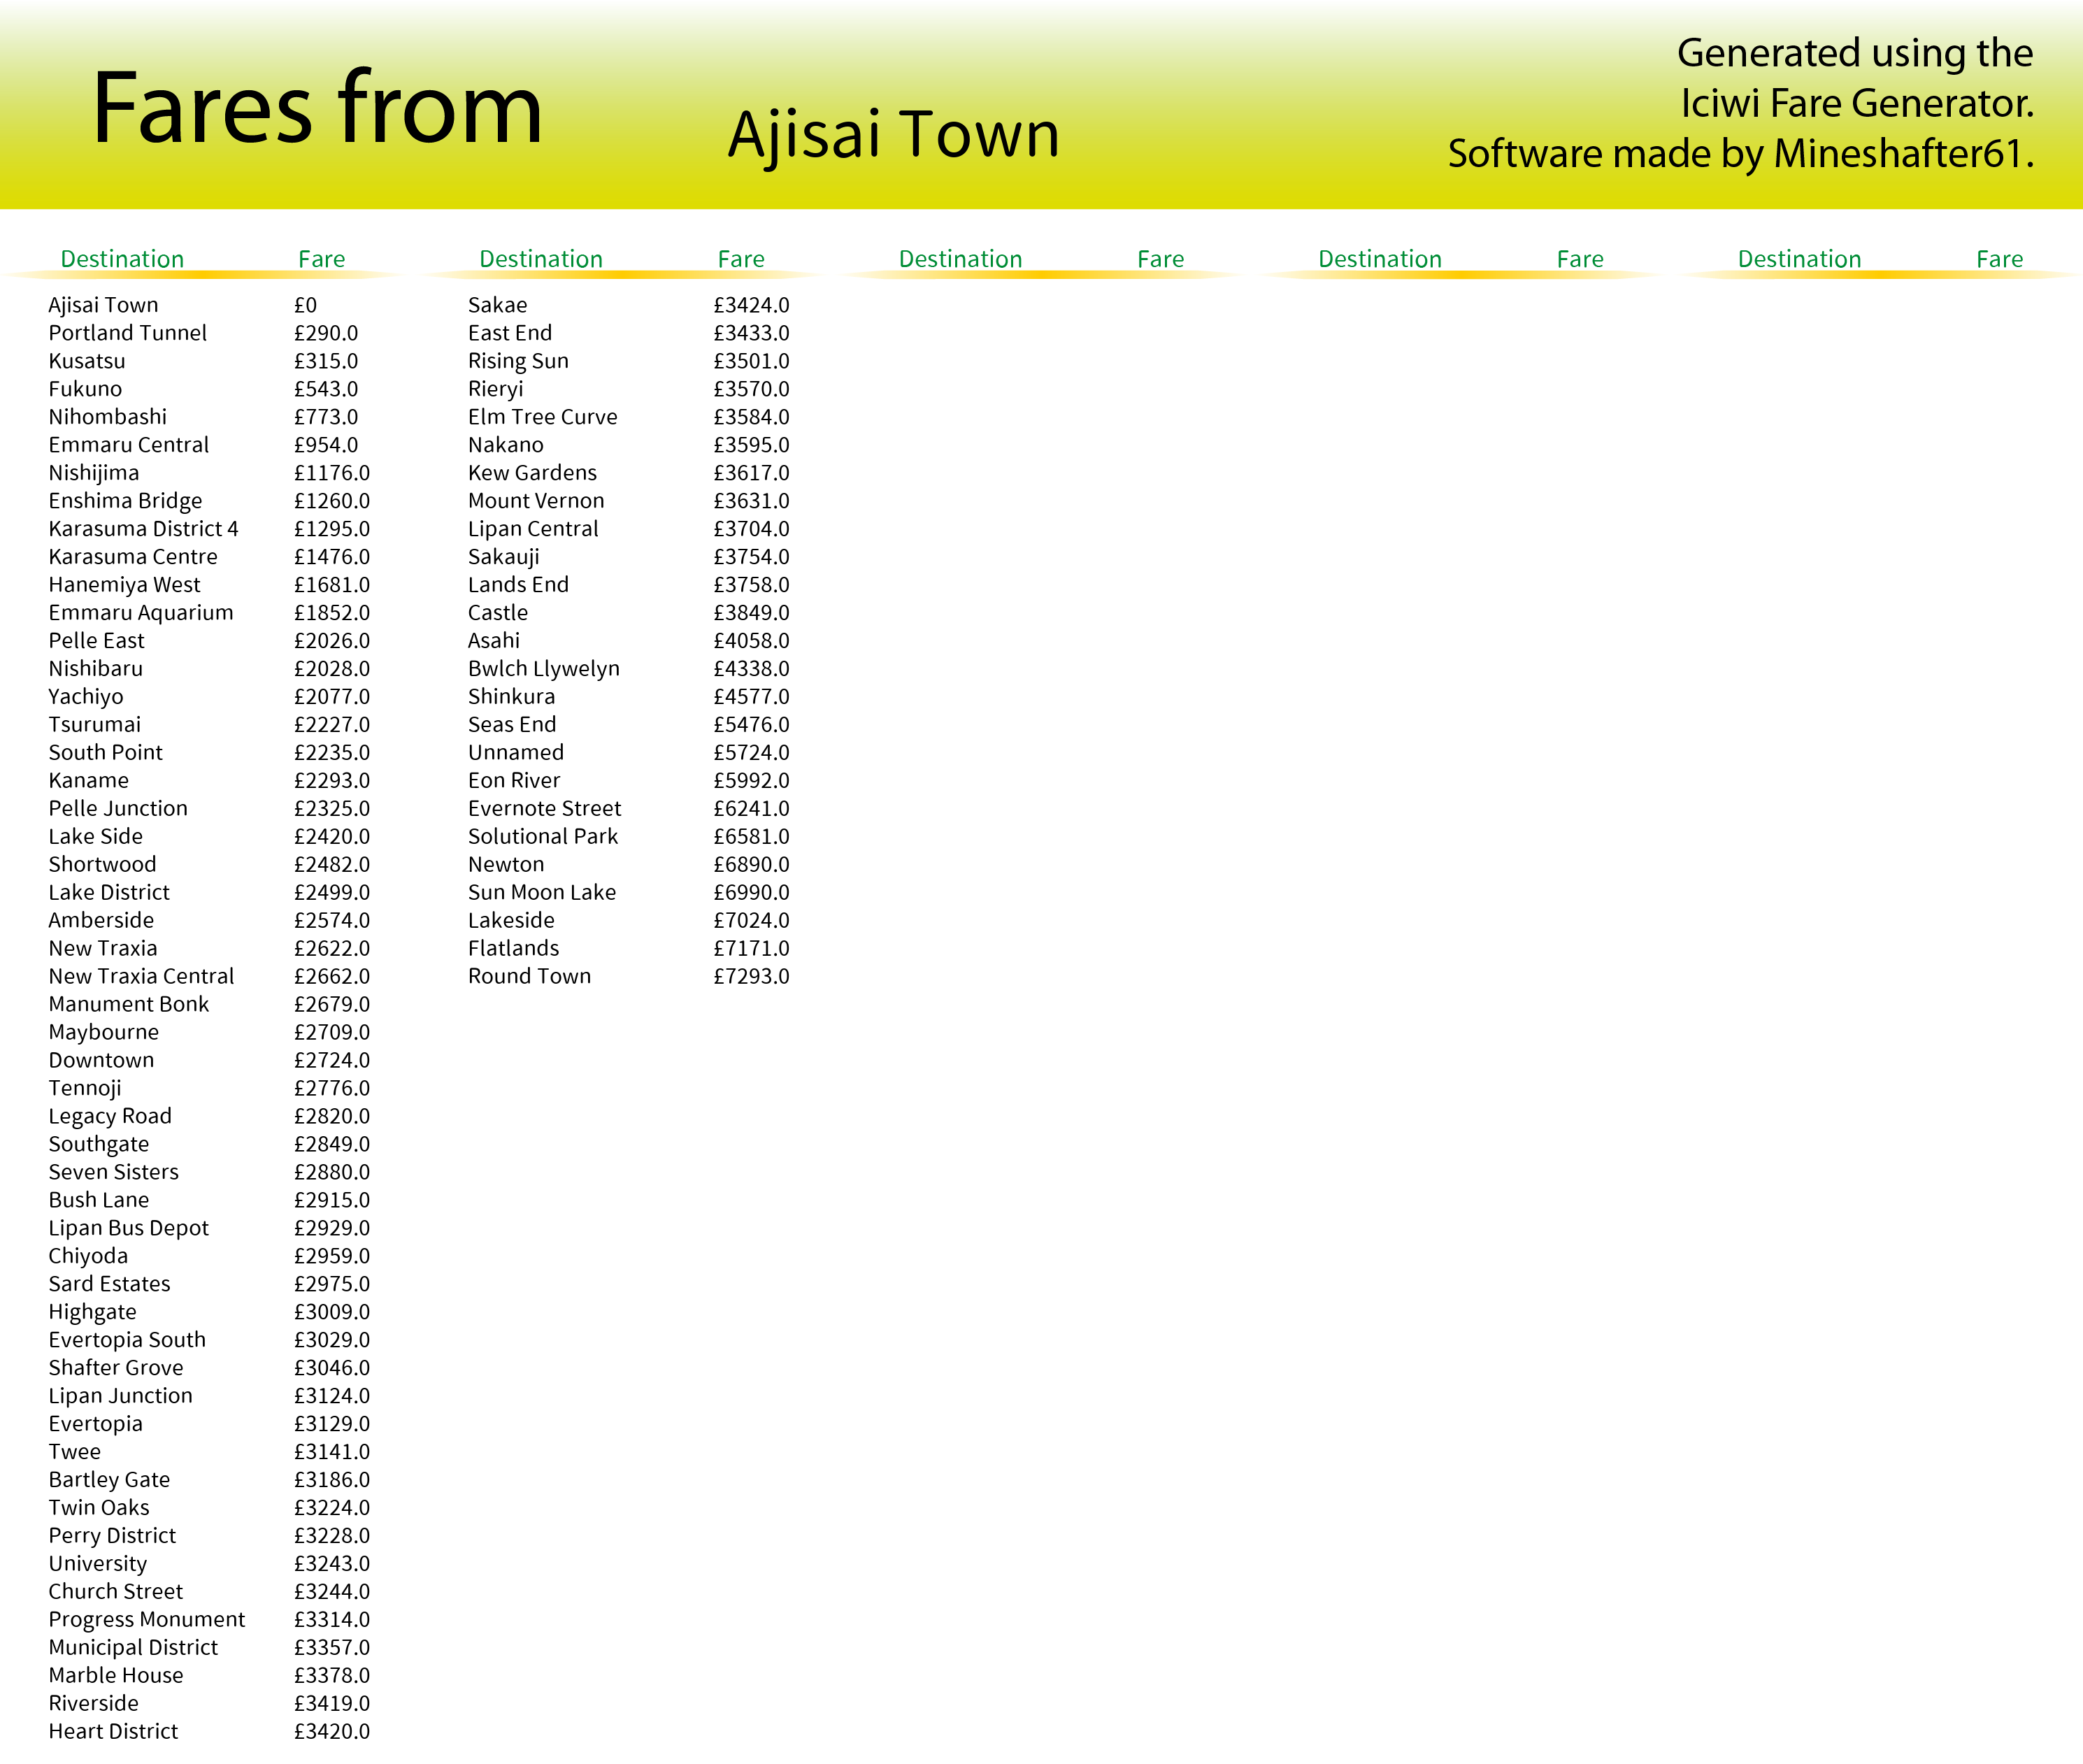 Fares from
Ajisai Town
Generated using the
Iciwi Fare Generator.
Software made by Mineshafter61.
Destination Fare Destination Fare Destination Fare Destination Fare Destination Fare
Ajisai Town £0
Portland Tunnel £290.0
Kusatsu £315.0
Fukuno £543.0
Nihombashi £773.0
Emmaru Central £954.0
Nishijima £1176.0
Enshima Bridge £1260.0
Karasuma District 4 £1295.0
Karasuma Centre £1476.0
Hanemiya West £1681.0
Emmaru Aquarium £1852.0
Pelle East £2026.0
Nishibaru £2028.0
Yachiyo £2077.0
Tsurumai £2227.0
South Point £2235.0
Kaname £2293.0
Pelle Junction £2325.0
Lake Side £2420.0
Shortwood £2482.0
Lake District £2499.0
Amberside £2574.0
New Traxia £2622.0
New Traxia Central £2662.0
Manument Bonk £2679.0
Maybourne £2709.0
Downtown £2724.0
Tennoji £2776.0
Legacy Road £2820.0
Southgate £2849.0
Seven Sisters £2880.0
Bush Lane £2915.0
Lipan Bus Depot £2929.0
Chiyoda £2959.0
Sard Estates £2975.0
Highgate £3009.0
Evertopia South £3029.0
Shafter Grove £3046.0
Lipan Junction £3124.0
Evertopia £3129.0
Twee £3141.0
Bartley Gate £3186.0
Twin Oaks £3224.0
Perry District £3228.0
University £3243.0
Church Street £3244.0
Progress Monument £3314.0
Municipal District £3357.0
Marble House £3378.0
Riverside £3419.0
Heart District £3420.0
Sakae £3424.0
East End £3433.0
Rising Sun £3501.0
Rieryi £3570.0
Elm Tree Curve £3584.0
Nakano £3595.0
Kew Gardens £3617.0
Mount Vernon £3631.0
Lipan Central £3704.0
Sakauji £3754.0
Lands End £3758.0
Castle £3849.0
Asahi £4058.0
Bwlch Llywelyn £4338.0
Shinkura £4577.0
Seas End £5476.0
Unnamed £5724.0
Eon River £5992.0
Evernote Street £6241.0
Solutional Park £6581.0
Newton £6890.0
Sun Moon Lake £6990.0
Lakeside £7024.0
Flatlands £7171.0
Round Town £7293.0